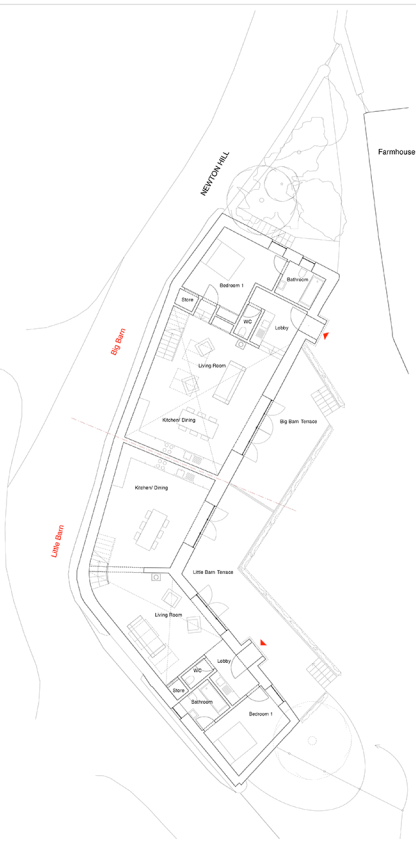 Farmhouse
NEWTON HILL
Bedroom 1
Bathroom
Store
WC
Lobby
Big Barn
Living Room
Kitchen/ Dining
Big Barn Terrace
Kitchen/ Dining
Little Barn
Little Barn Terrace
Living Room
Lobby
WC
Store
Bathroom
Bedroom 1